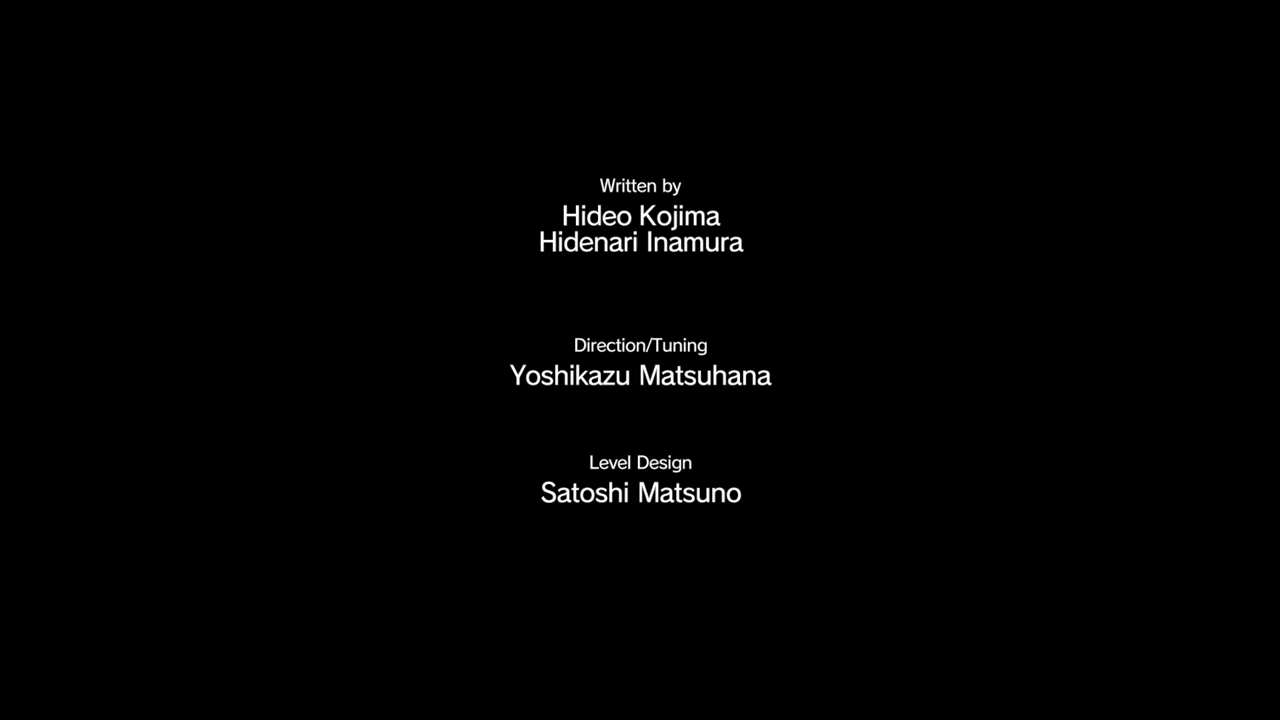 Written by
Hideo Kojima
Hidenari Inamura
Direction/Tuning
Yoshikazu Matsuhana
Level Design
Satoshi Matsuno